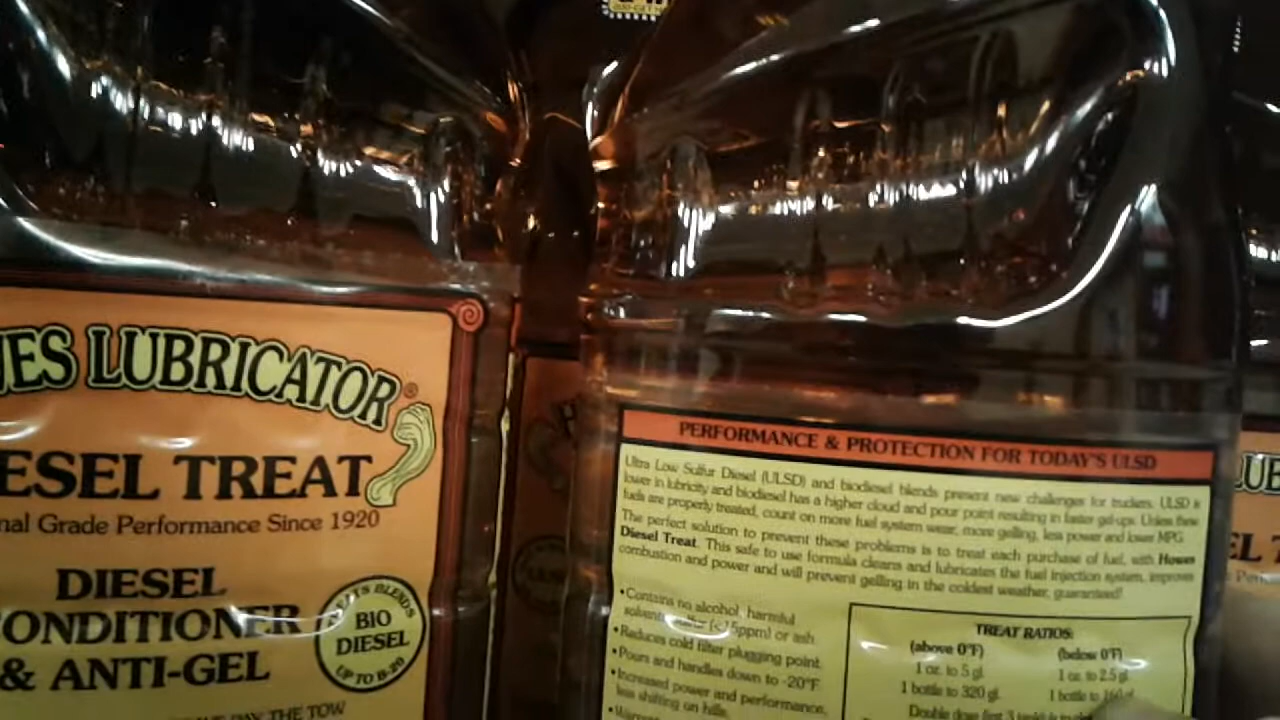 ES LUBRICATOR®
ESEL TREAT
nal Grade Performance Since 1920
DIESEL
ONDITIONER
& ANTI-GEL
BIO
DIESEL
UP TO B-20
PERFORMANCE & PROTECTION FOR TODAY'S ULSD
Ultra Low Sulfur Diesel (ULSD) and biodiesel blends present new challenges for truckers. ULSD is
lower in lubricity and biodiesel has a higher cloud and pour point resulting in faster gel-ups. Unless these
fuels are properly treated, count on more fuel system wear, more gelling, less power and lower MPG.
The perfect solution to prevent these problems is to treat each purchase of fuel, with Howes
Diesel Treat. This safe to use formula cleans and lubricates the fuel injection system, improves
combustion and power and will prevent gelling in the coldest weather, guaranteed!
•Contains no alcohol, harmful
solvents, sulfur (<15ppm) or ash
•Reduces cold filter plugging point.
•Pours and handles down to -20°F.
•Increased power and performance,
less shifting on hills.
TREAT RATIOS:
(above 0°F) (below 0°F)
1 oz. to 5 gl. 1 oz. to 2.5 gl.
1 bottle to 320 gl. 1 bottle to 160 gl.
Double dose first 3